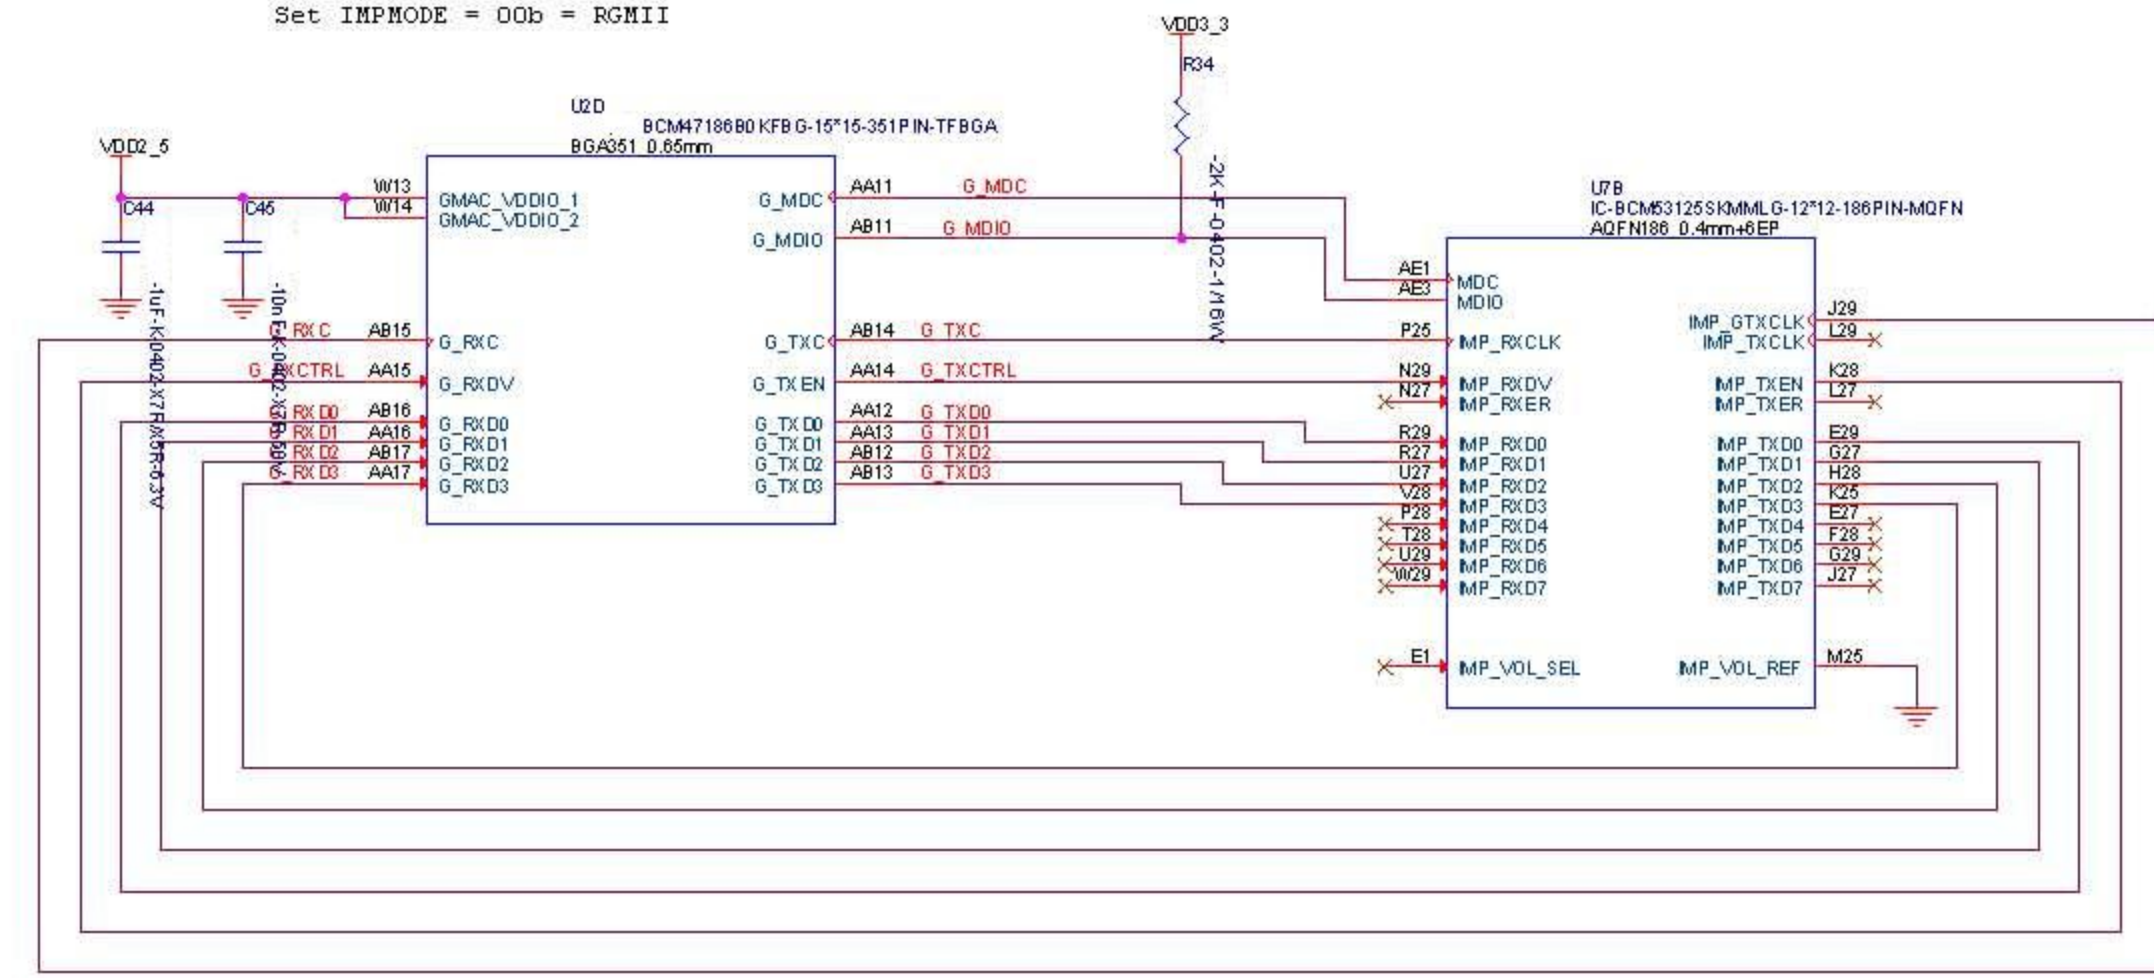 Set IMPMODE = 00b = RGMII
VDD3_3
R34
-2K-F-0402-1/16W
U2D
BCM47186B0KFBG-15*15-351PIN-TFBGA
BGA351_0.65mm
VDD2_5
C44
C45
-1uF-K-0402-X7R/X5R-6.3V
W13
W14
GMAC_VDDIO_1
GMAC_VDDIO_2
G_MDC
AA11
G_MDC
G_MDIO
AB11
G_MDIO
AB15
G_RXC
G_TXC
AB14
G_TXC
AA15
G_RXDV
G_TXEN
AA14
G_TXCTRL
G_RXD0
AB16
G_RXD0
G_TXD0
AA12
G_TXD0
RXD1
AA16
G_RXD1
G_TXD1
AA13
G_TXD1
RXD2
AB17
G_RXD2
G_TXD2
AB12
G_TXD2
G_RXD3
AA17
G_RXD3
G_TXD3
AB13
G_TXD3
U7B
IC-BCM53125SKMMLG-12*12-186PIN-MQFN
AQFN186_0.4mm+6EP
AE1
MDC
AE3
MDIO
P25
IMP_RXCLK
N29
IMP_RXDV
N27
IMP_RXER
R29
IMP_RXD0
R27
IMP_RXD1
U27
IMP_RXD2
V28
IMP_RXD3
P28
IMP_RXD4
T28
IMP_RXD5
U29
IMP_RXD6
W29
IMP_RXD7
E1
IMP_VOL_SEL
IMP_GTXCLK
J29
IMP_TXCLK
L29
IMP_TXEN
K28
IMP_TXER
L27
IMP_TXD0
E29
IMP_TXD1
G27
IMP_TXD2
H28
IMP_TXD3
K25
IMP_TXD4
E27
IMP_TXD5
F28
IMP_TXD6
G29
IMP_TXD7
J27
IMP_VOL_REF
M25